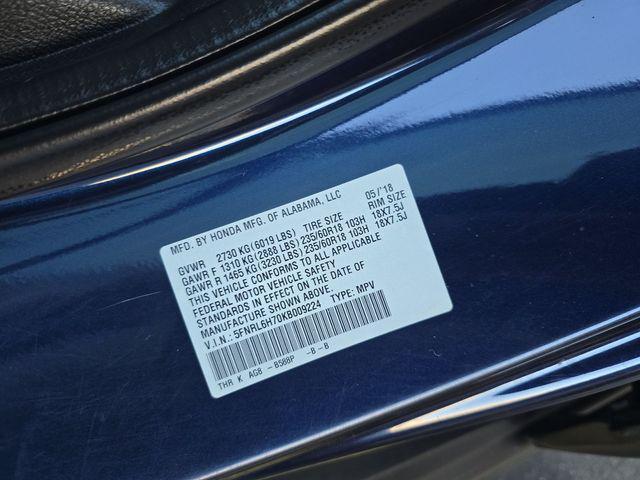 MFD. BY HONDA MFG. OF ALABAMA, LLC 05/'18
GVWR 2730 KG(6019 LBS) TIRE SIZE RIM SIZE
GAWR F 1310 KG(2888 LBS)235/60R18 103H 18X7.5J
GAWR R 1465 KG(3230 LBS)235/60R18 103H 18X7.5J
THIS VEHICLE CONFORMS TO ALL APPLICABLE
FEDERAL MOTOR VEHICLE SAFETY
STANDARDS IN EFFECT ON THE DATE OF
MANUFACTURE SHOWN ABOVE.
V.I.N.: 5FNRL6H70KB009224 TYPE: MPV
THR K AGB -B588P -B-B